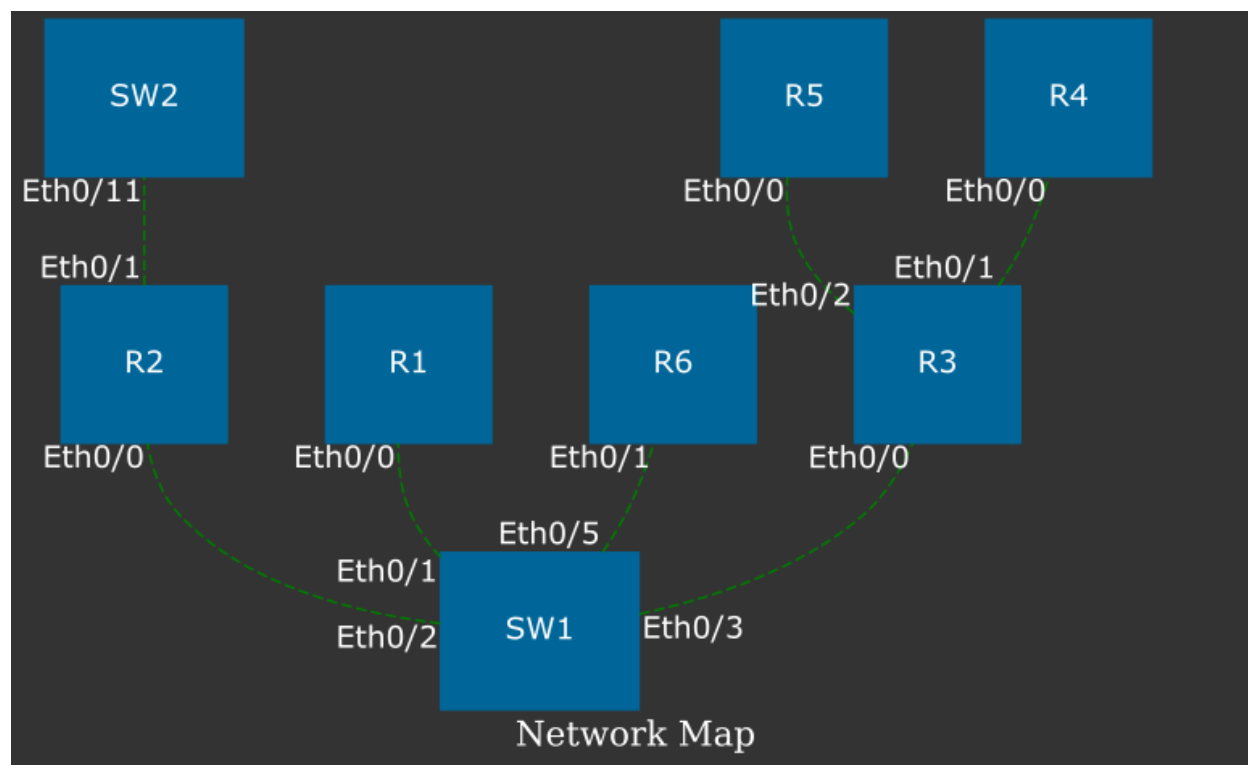 SW2
R5
R4
Eth0/11
Eth0/0
Eth0/0
Eth0/1
Eth0/1
Eth0/2
R2
R1
R6
R3
Eth0/0
Eth0/0
Eth0/1
Eth0/0
Eth0/5
Eth0/1
SW1
Eth0/2
Eth0/3
Network Map